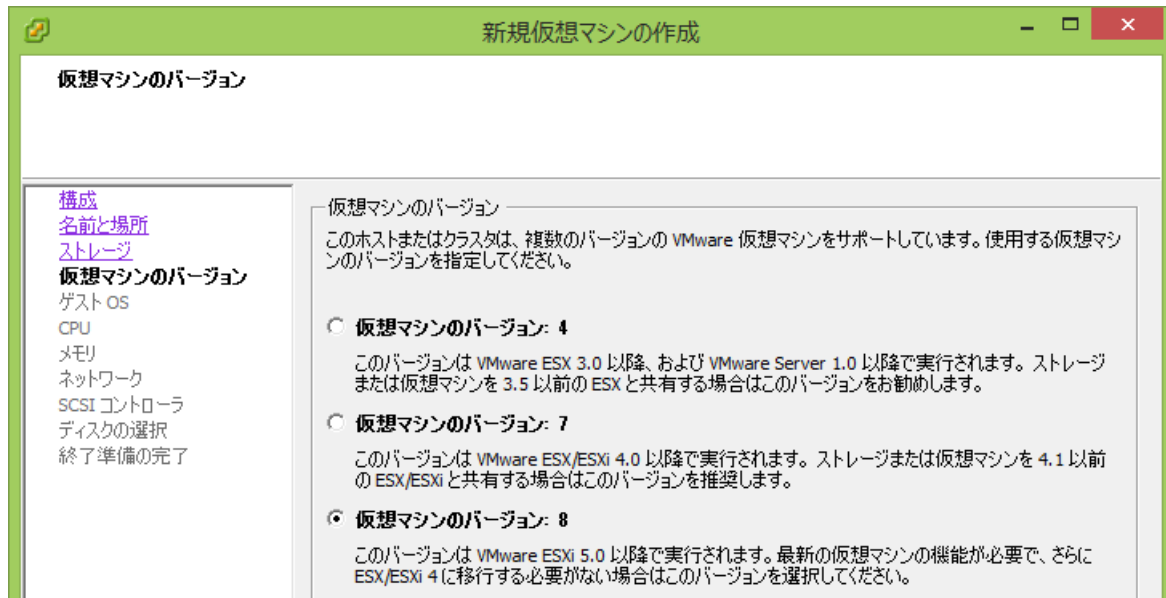 新規仮想マシンの作成
仮想マシンのバージョン
構成
名前と場所
ストレージ
仮想マシンのバージョン
ゲスト OS
CPU
メモリ
ネットワーク
SCSI コントローラ
ディスクの選択
終了準備の完了
仮想マシンのバージョン
このホストまたはクラスタは、複数のバージョンの VMware 仮想マシンをサポートしています。使用する仮想マシ
ンのバージョンを指定してください。
仮想マシンのバージョン: 4
このバージョンは VMware ESX 3.0 以降、および VMware Server 1.0 以降で実行されます。ストレージ
または仮想マシンを 3.5 以前の ESX と共有する場合はこのバージョンをお勧めします。
仮想マシンのバージョン: 7
このバージョンは VMware ESX/ESXi 4.0 以降で実行されます。ストレージまたは仮想マシンを 4.1 以前
の ESX/ESXi と共有する場合はこのバージョンを推奨します。
仮想マシンのバージョン: 8
このバージョンは VMware ESXi 5.0 以降で実行されます。最新の仮想マシンの機能が必要で、さらに
ESX/ESXi 4 に移行する必要がない場合はこのバージョンを選択してください。